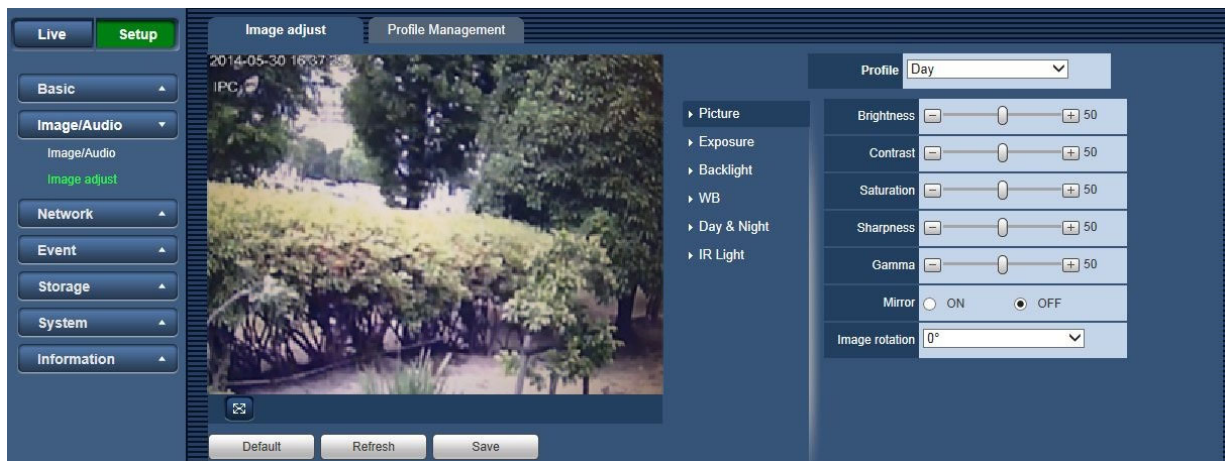 Live Setup
Image adjust Profile Management
Basic
Image/Audio
Image/Audio
Image adjust
Network
Event
Storage
System
Information
2014-05-30 16:37:35
IPC
Picture
Exposure
Backlight
WB
Day & Night
IR Light
Profile Day
Brightness 50
Contrast 50
Saturation 50
Sharpness 50
Gamma 50
Mirror ON OFF
Image rotation 0°
Default Refresh Save